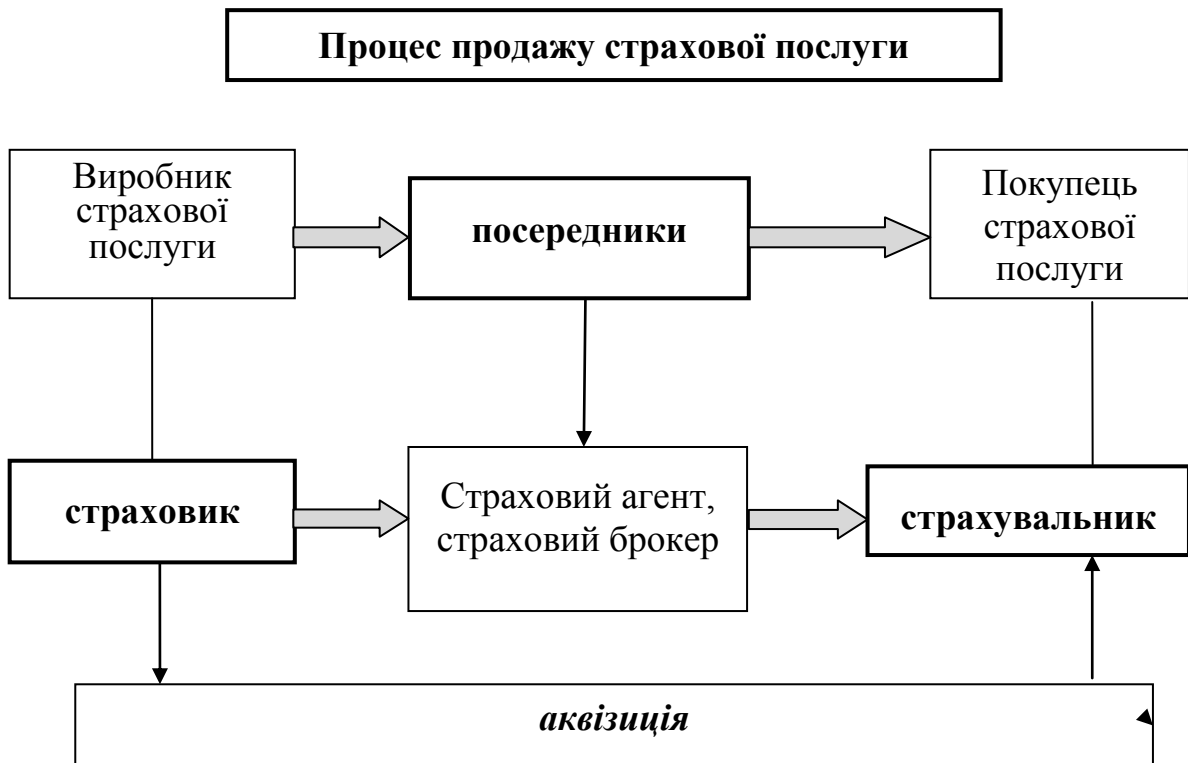 Процес продажу страхової послуги
Виробник
страхової
послуги
посередники
Покупець
страхової
послуги
страховик
Страховий агент,
страховий брокер
страхувальник
аквізиція